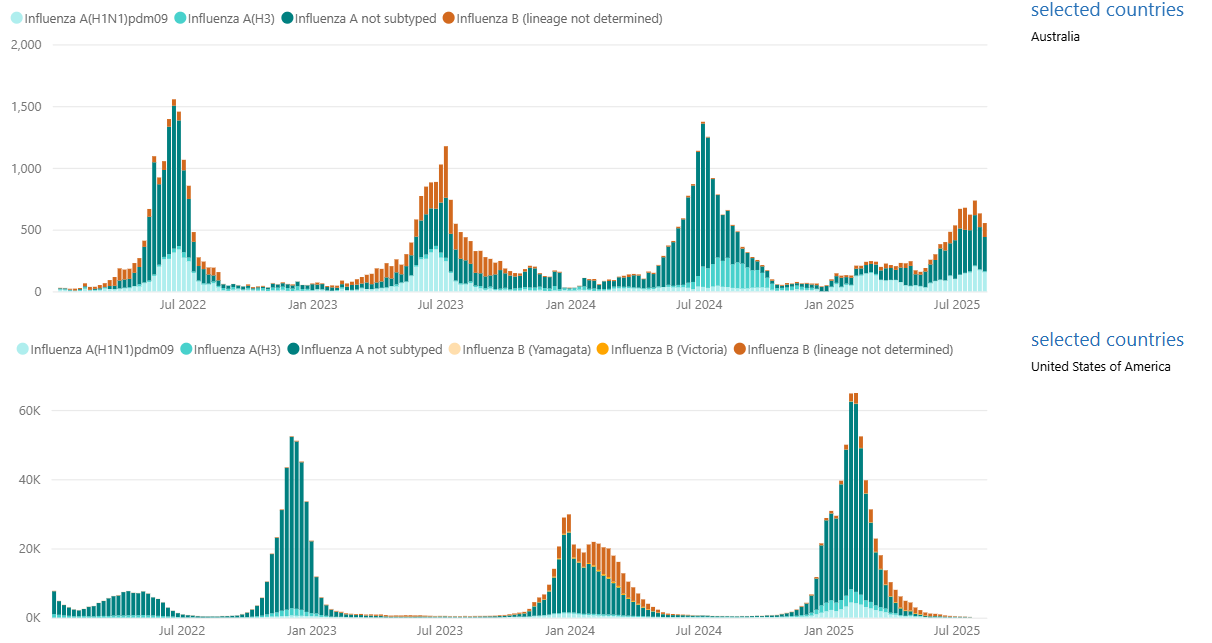 Influenza A(H1N1)pdm09 Influenza A(H3) Influenza A not subtyped Influenza B (lineage not determined)
selected countries
Australia
2,000
1,500
1,000
500
0
Jul 2022 Jan 2023 Jul 2023 Jan 2024 Jul 2024 Jan 2025 Jul 2025
Influenza A(H1N1)pdm09 Influenza A(H3) Influenza A not subtyped Influenza B (Yamagata) Influenza B (Victoria) Influenza B (lineage not determined)
selected countries
United States of America
60K
40K
20K
0K
Jul 2022 Jan 2023 Jul 2023 Jan 2024 Jul 2024 Jan 2025 Jul 2025